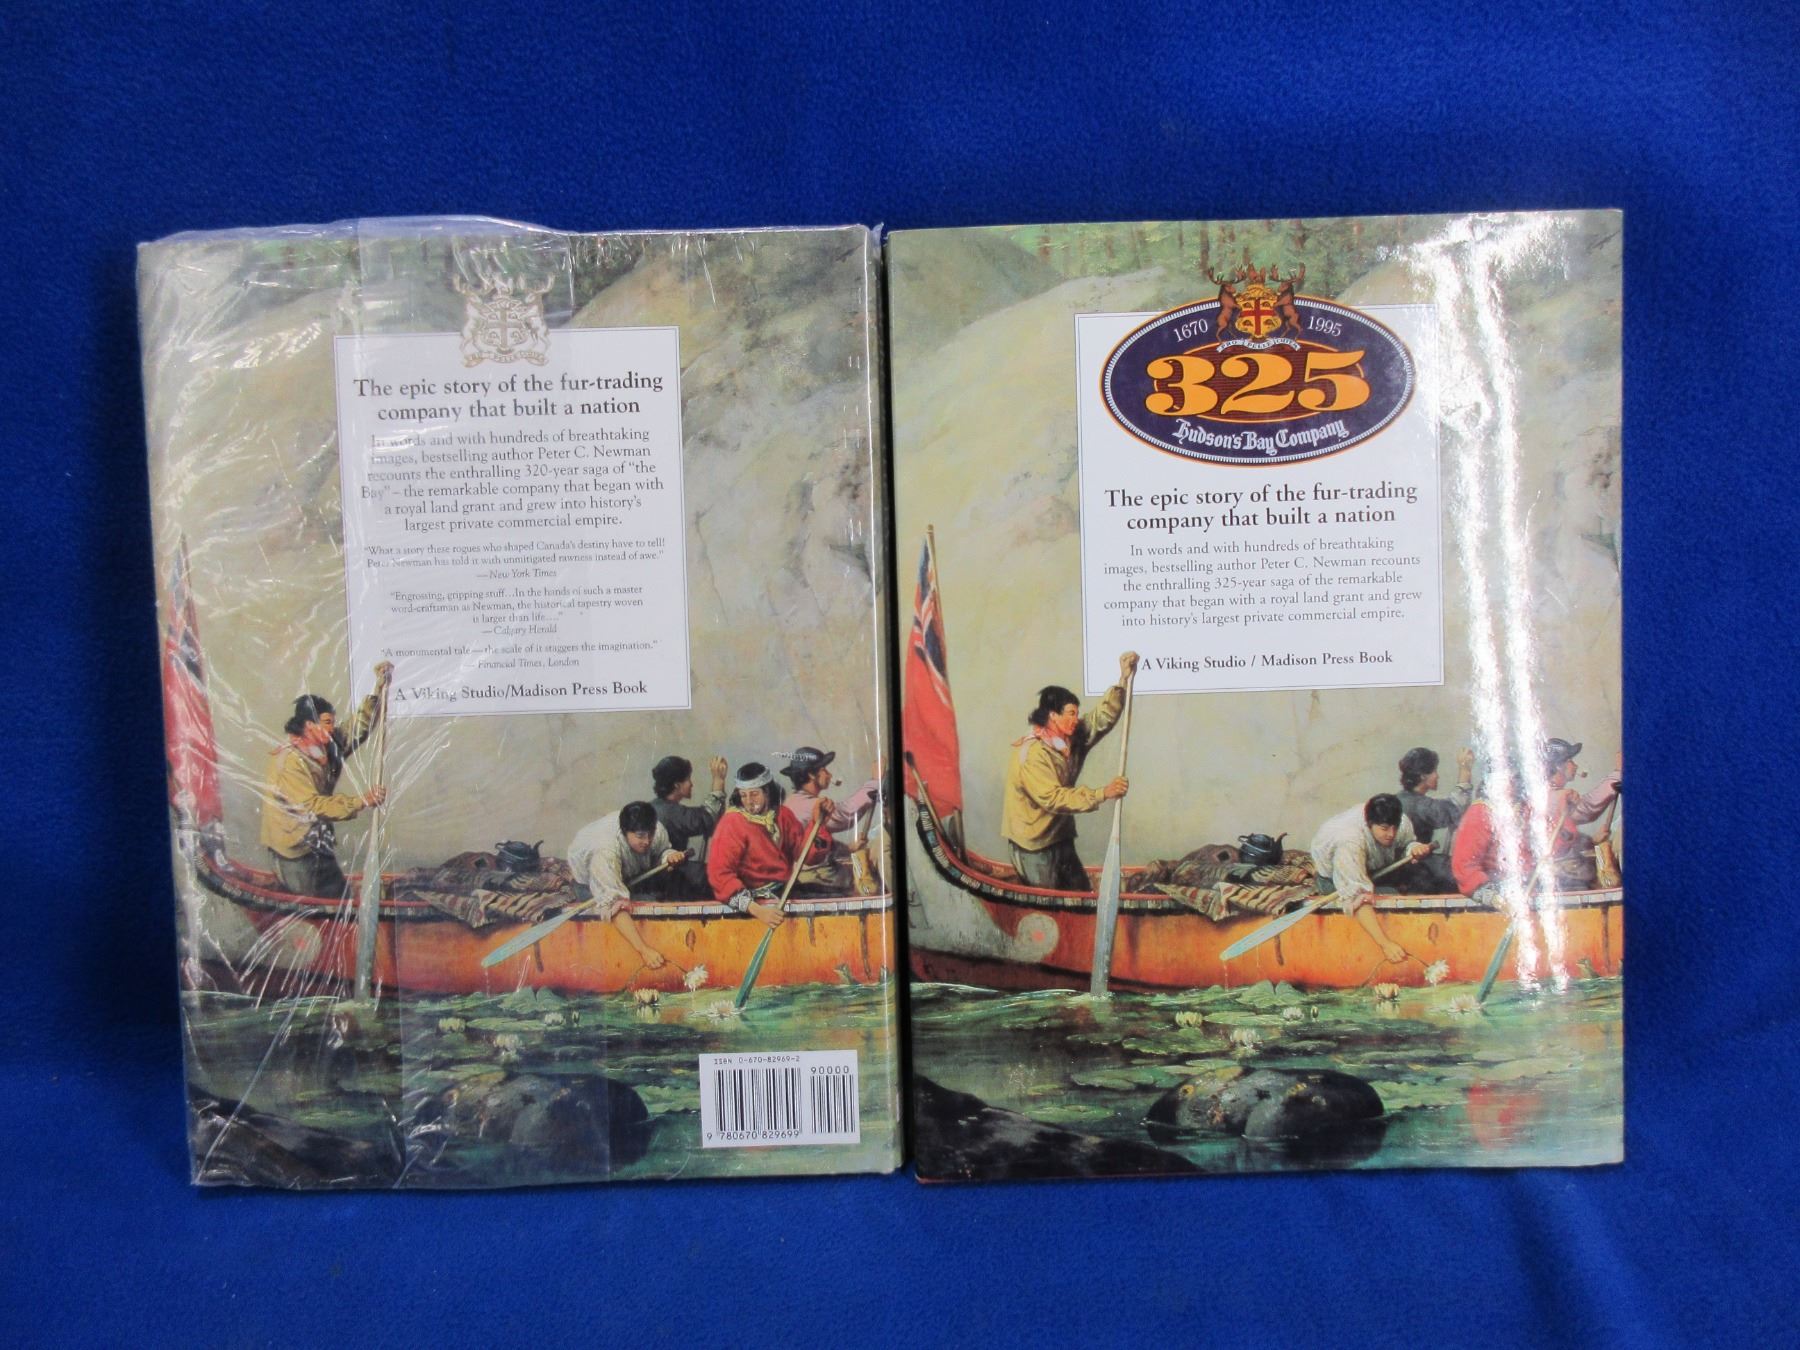 The epic story of the fur-trading
company that built a nation
In words and with hundreds of breathtaking
images, bestselling author Peter C. Newman
recounts the enthralling 320-year saga of "the
Bay" – the remarkable company that began with
a royal land grant and grew into history's
largest private commercial empire.
"What a story these rogues who shaped Canada's destiny have to tell!
Peter Newman has told it with unmitigated rawness instead of awe."
—New York Times
"Engrossing, gripping stuff…In the hands of such a master
word-craftsman as Newman, the historical tapestry woven
is larger than life…."
—Calgary Herald
"A monumental tale—the scale of it staggers the imagination."
— Financial Times, London
A Viking Studio/Madison Press Book
ISBN 0-670-82969-2
90000
9 780670 829699
1670 1995
PRO PELLE CUTEM
325
Hudson's Bay Company
The epic story of the fur-trading
company that built a nation
In words and with hundreds of breathtaking
images, bestselling author Peter C. Newman recounts
the enthralling 325-year saga of the remarkable
company that began with a royal land grant and grew
into history's largest private commercial empire.
A Viking Studio / Madison Press Book